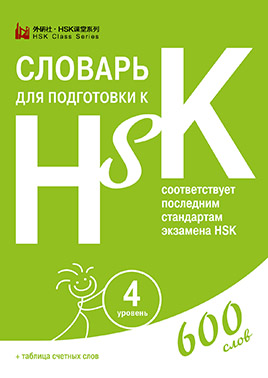 外研社·HSK课堂系列
HSK Class Series
СЛОВАРЬ
ДЛЯ ПОДГОТОВКИ К
HSK
соответствует
последним
стандартам
экзамена HSK
4
уровень
600
слов
+ таблица счетных слов